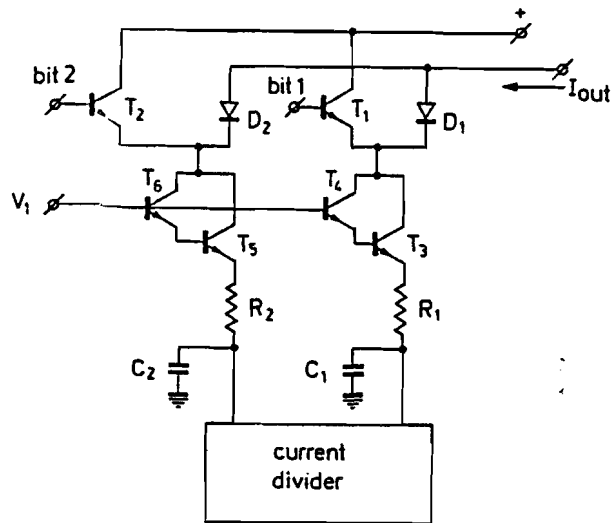 +
bit 2
bit 1
I out
T2
D2
T1
D1
T6
T4
V1
T5
T3
R2
R1
C2
C1
current
divider